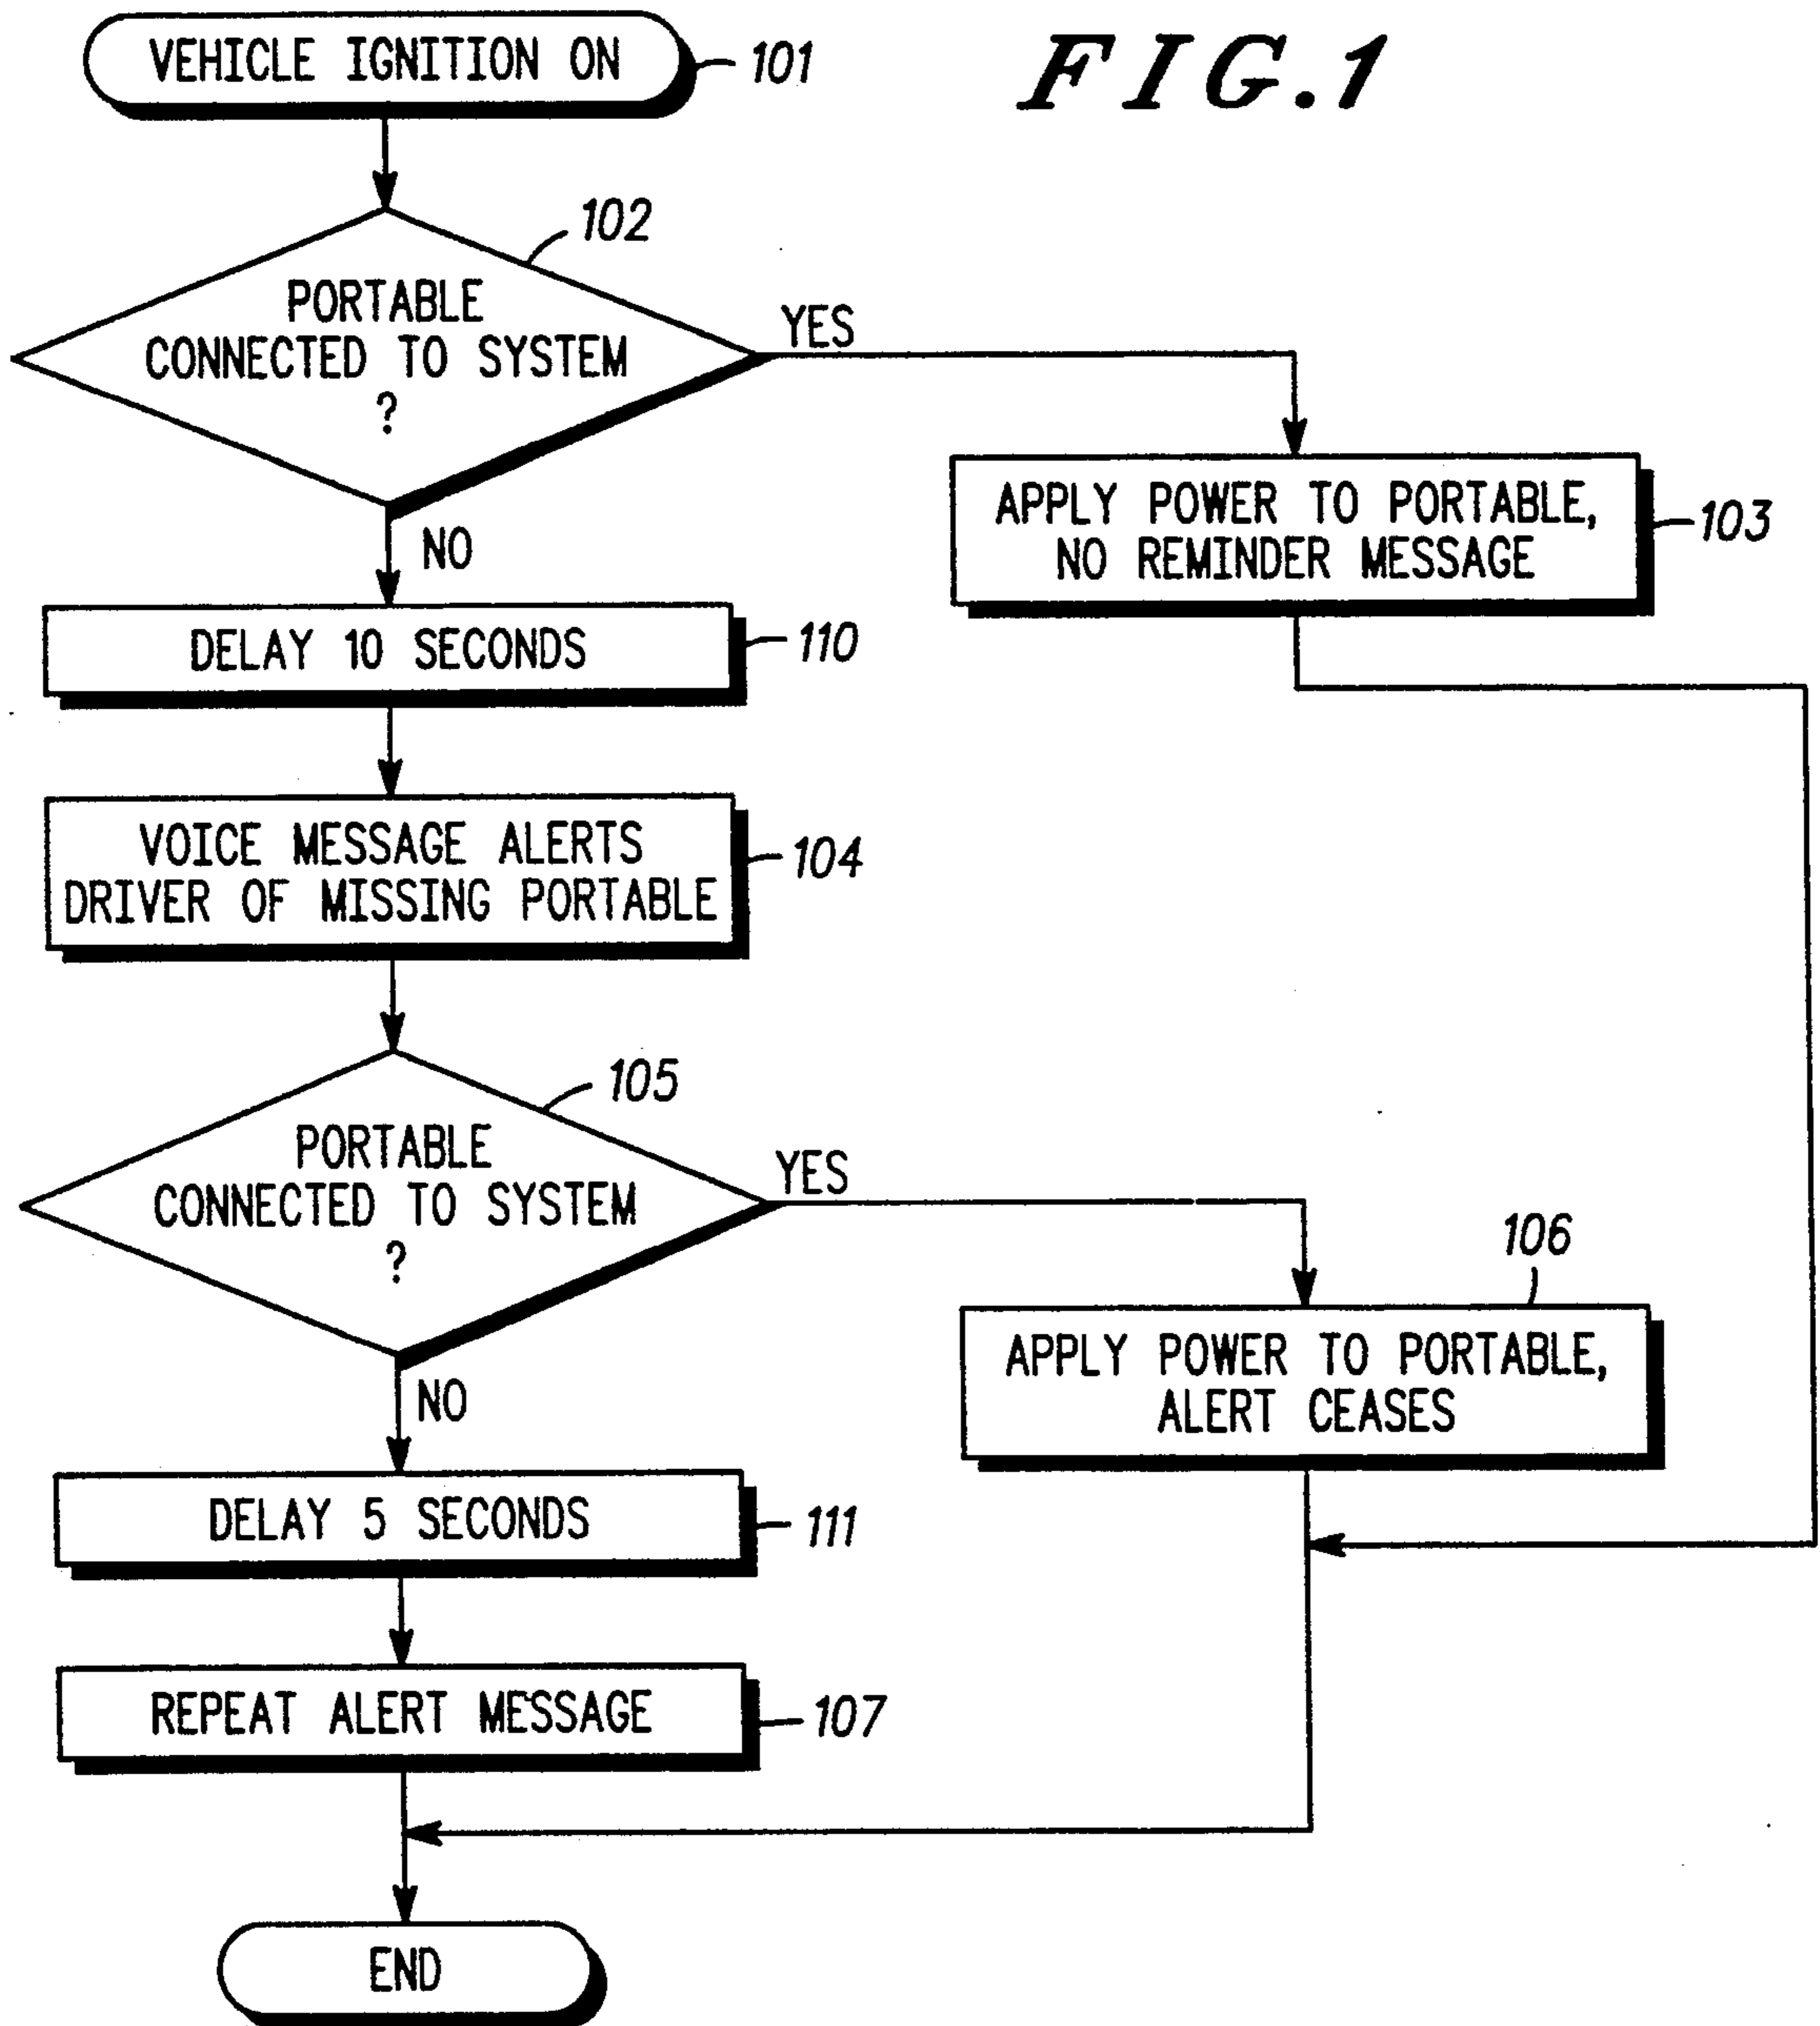 FIG.1
VEHICLE IGNITION ON
101
102
PORTABLE
CONNECTED TO SYSTEM
?
YES
NO
APPLY POWER TO PORTABLE,
NO REMINDER MESSAGE
103
DELAY 10 SECONDS
110
VOICE MESSAGE ALERTS
DRIVER OF MISSING PORTABLE
104
105
PORTABLE
CONNECTED TO SYSTEM
?
YES
NO
106
APPLY POWER TO PORTABLE,
ALERT CEASES
DELAY 5 SECONDS
111
REPEAT ALERT MESSAGE
107
END